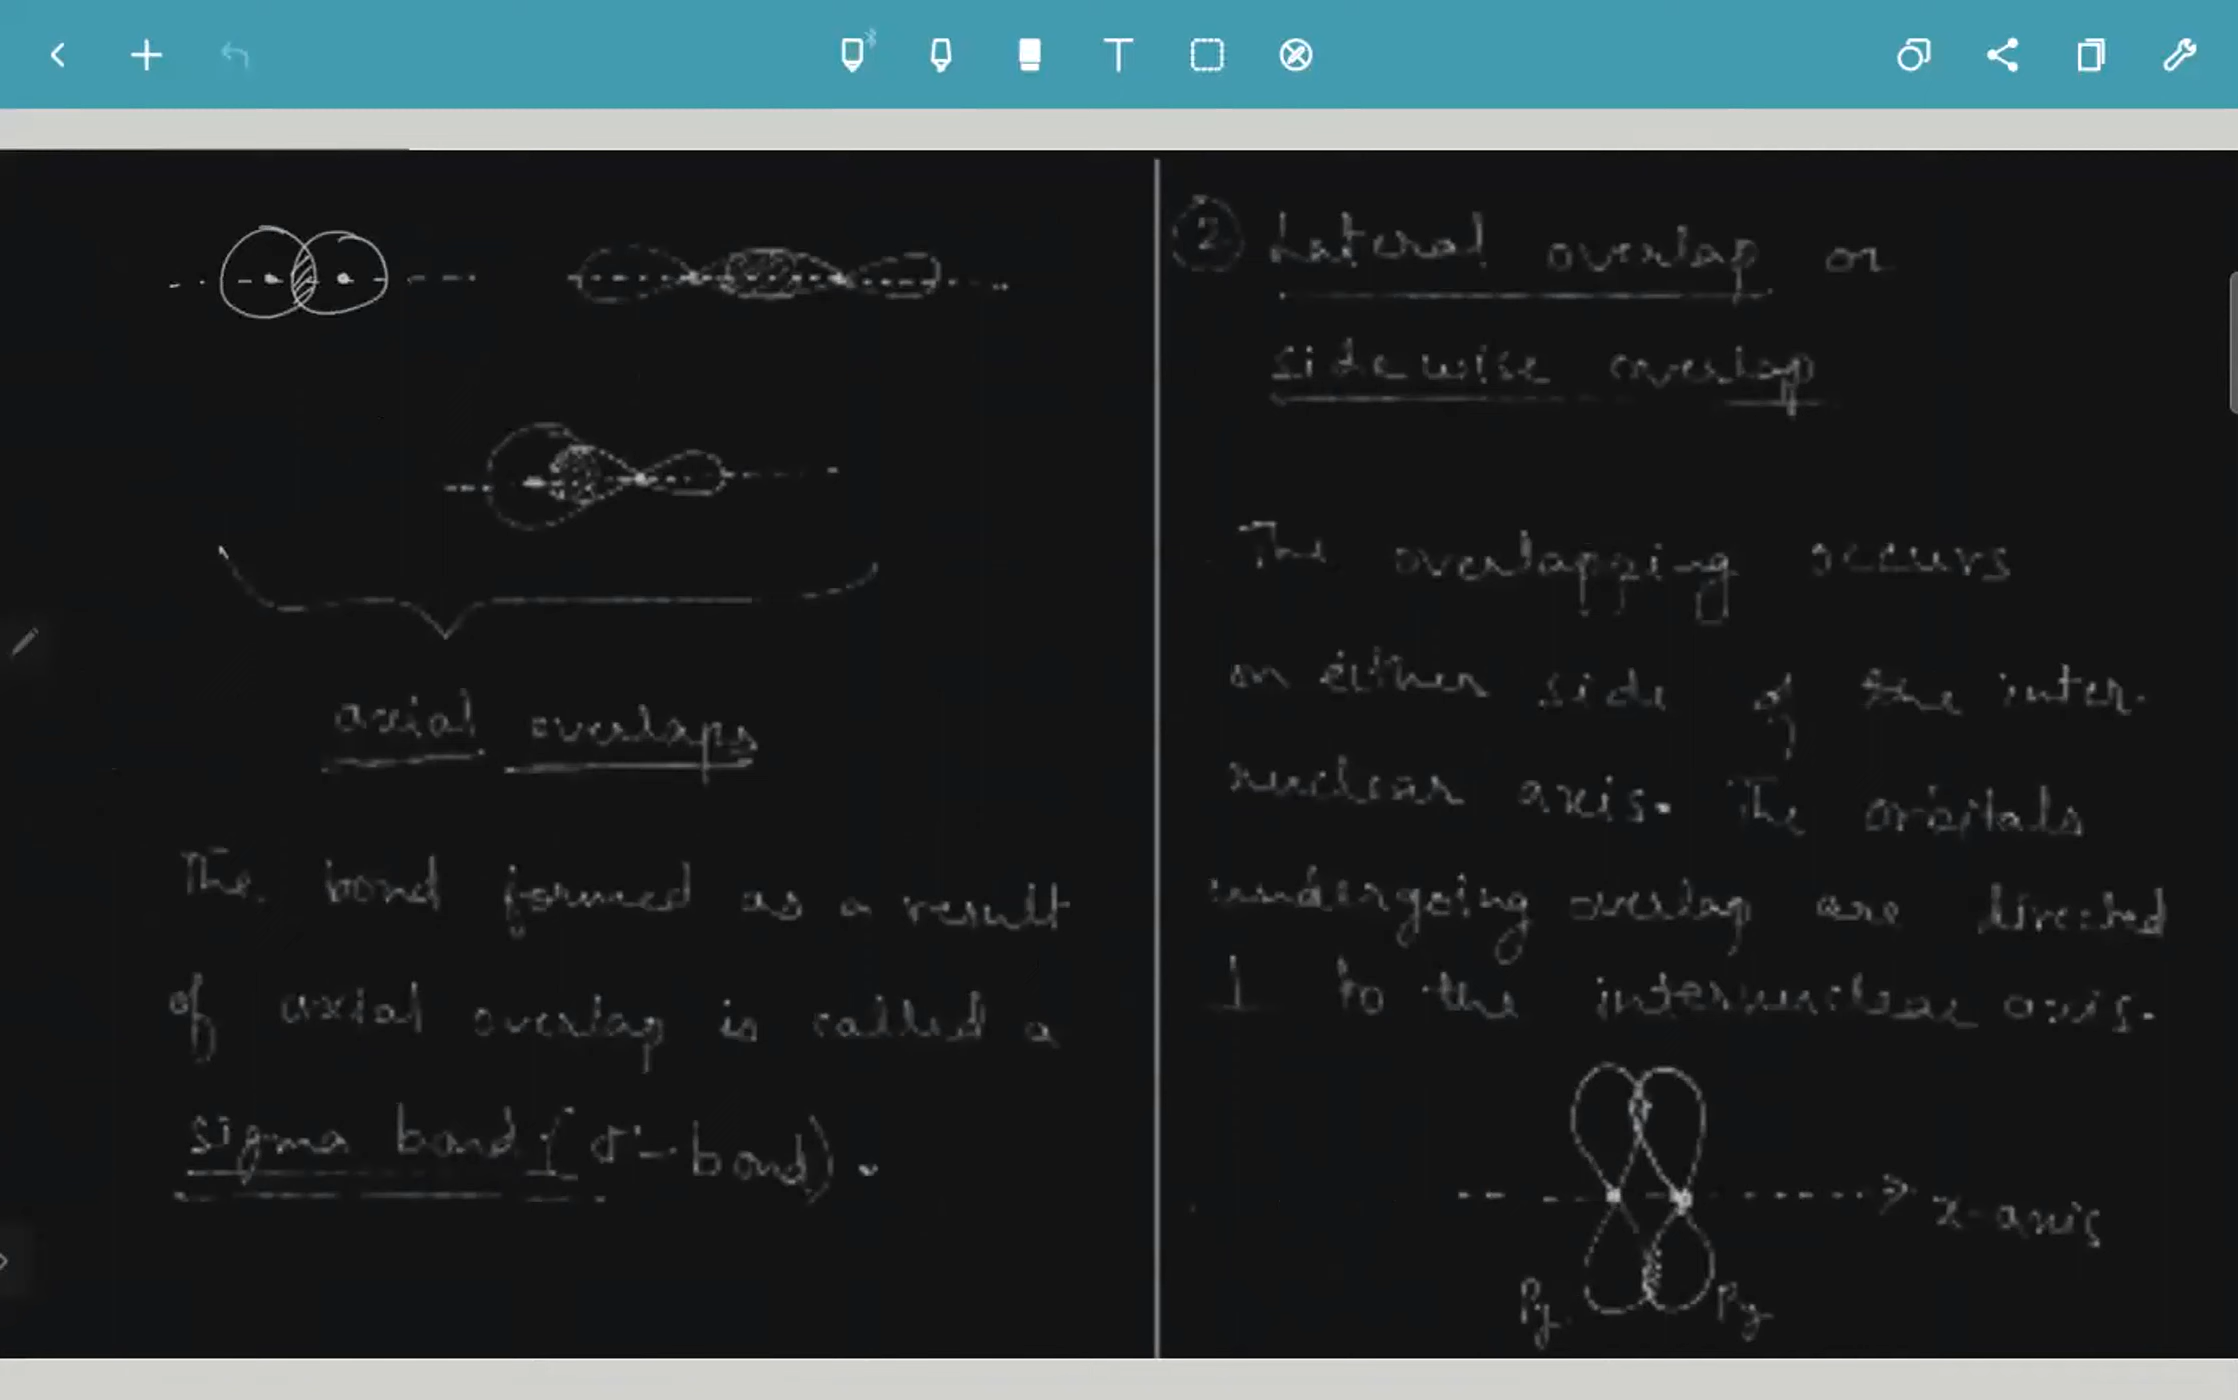 axial overlaps
The bond formed as a result
of axial overlap is called a
sigma bond (σ-bond).
② Lateral overlap or
sidewise overlap
The overlapping occurs
on either side of the inter-
nuclear axis. The orbitals
undergoing overlap are directed
⊥ to the internuclear axis.
x-axis
Py Py